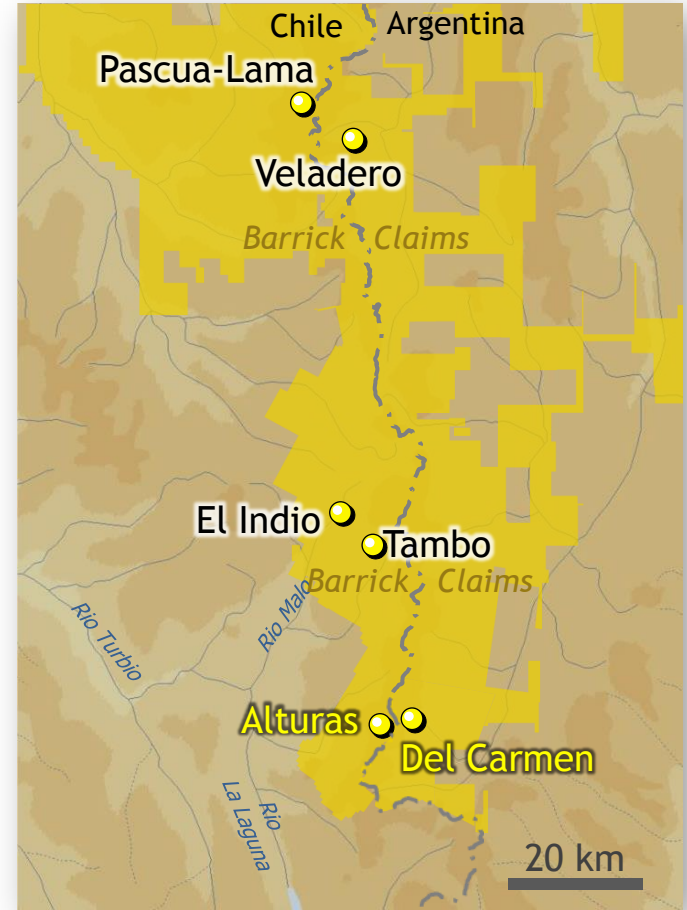 Chile
Argentina
Pascua-Lama
Veladero
Barrick Claims
El Indio
Tambo
Barrick Claims
Rio Malo
Rio Turbio
Alturas
Del Carmen
Rio
La Laguna
20 km